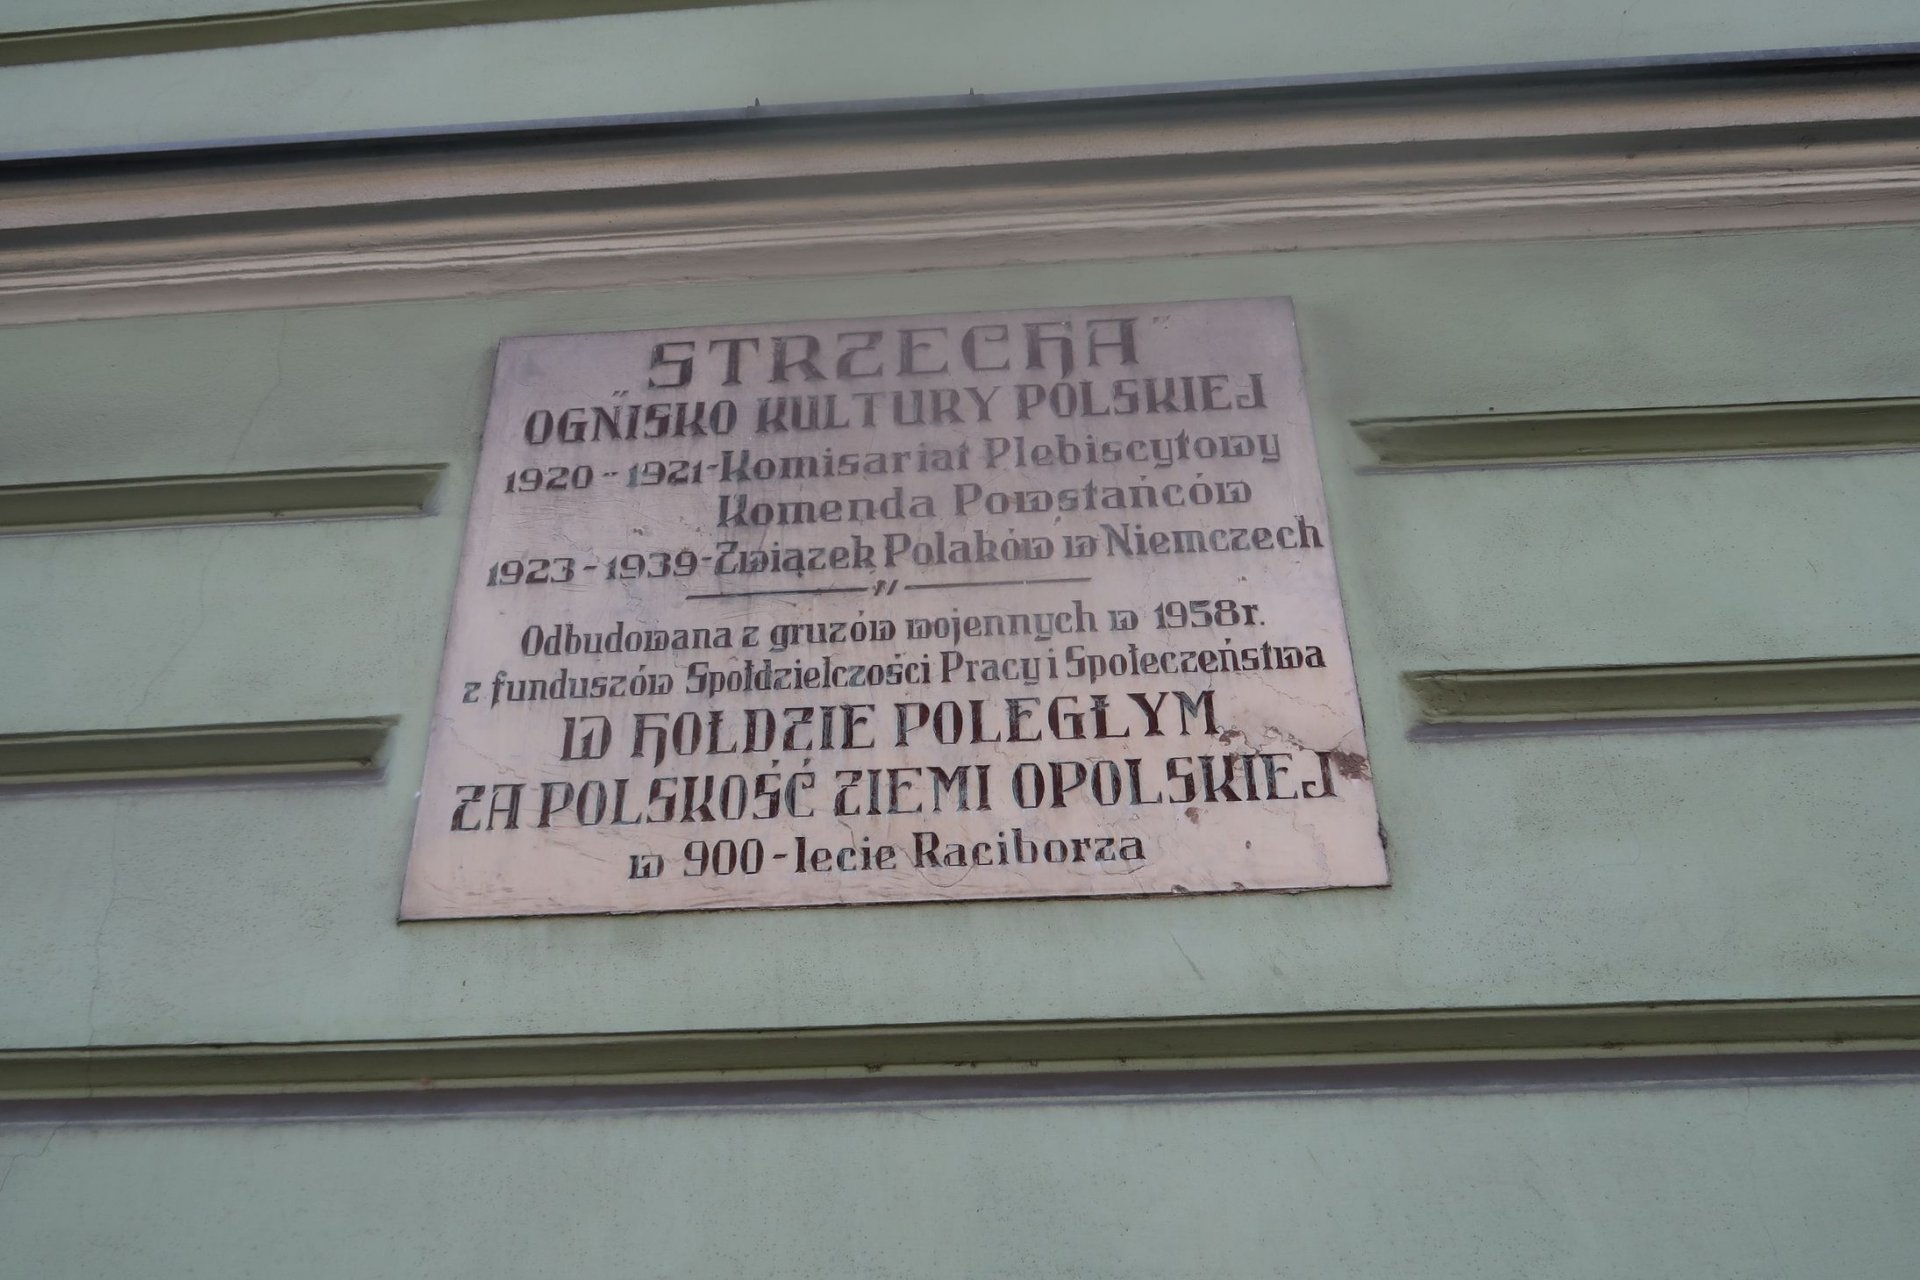 „STRZECHA"
OGNISKO KULTURY POLSKIEJ
1920-1921-Komisariat Plebiscytowy
Komenda Powstańców
1923-1939-Związek Polaków w Niemczech
Odbudowana z gruzów wojennych w 1958r.
z funduszów Spółdzielczości Pracy i Społeczeństwa
W HOŁDZIE POLEGŁYM
ZA POLSKOŚĆ ZIEMI OPOLSKIEJ
w 900-lecie Raciborza